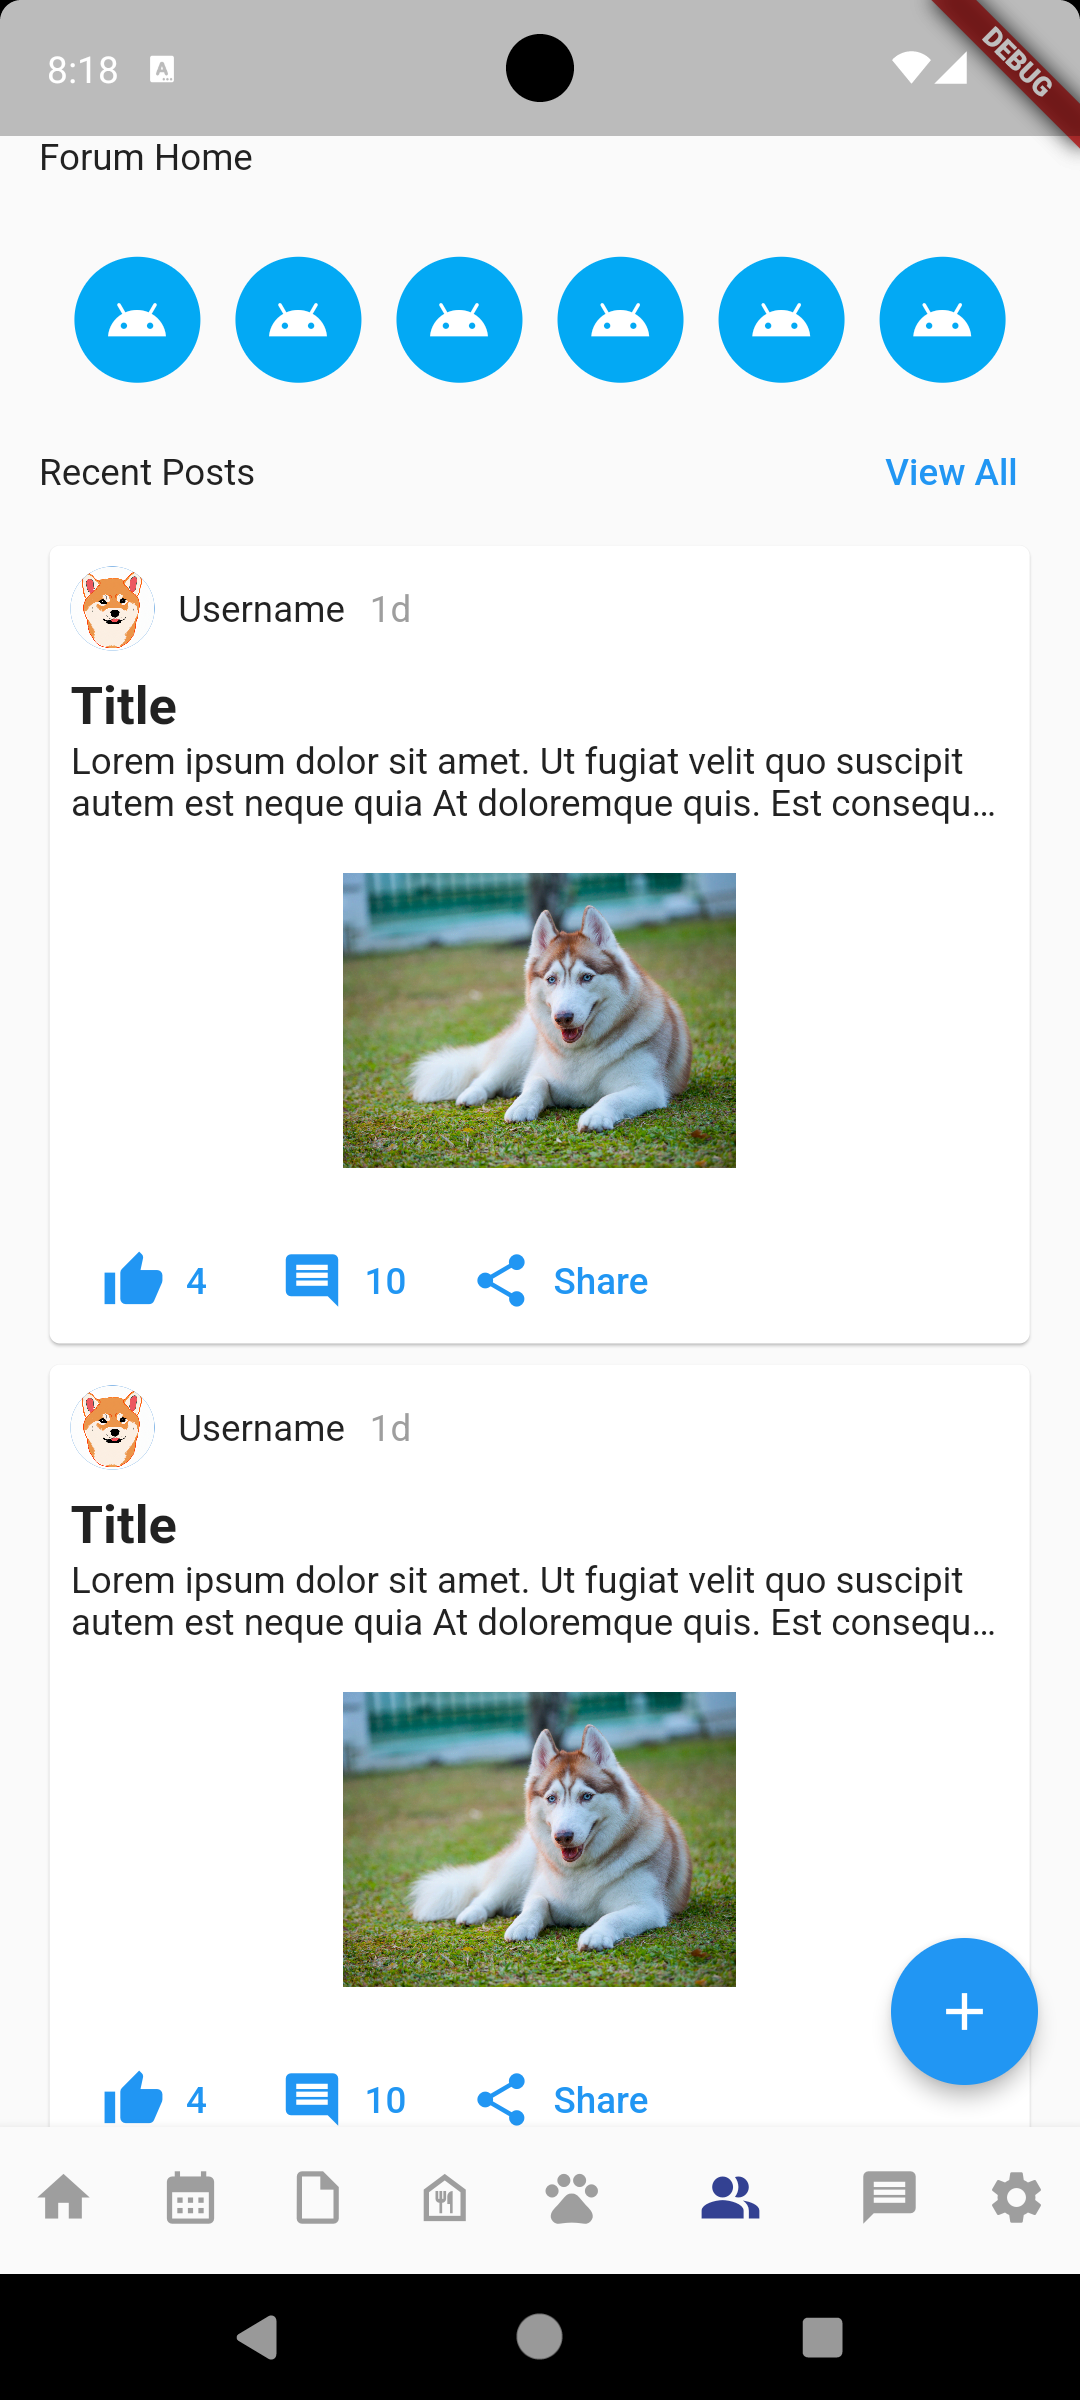 8:18
A
DEBUG
Forum Home
Recent Posts
View All
Username 1d
Title
Lorem ipsum dolor sit amet. Ut fugiat velit quo suscipit
autem est neque quia At doloremque quis. Est consequ...
4 10 Share
Username 1d
Title
Lorem ipsum dolor sit amet. Ut fugiat velit quo suscipit
autem est neque quia At doloremque quis. Est consequ...
4 10 Share